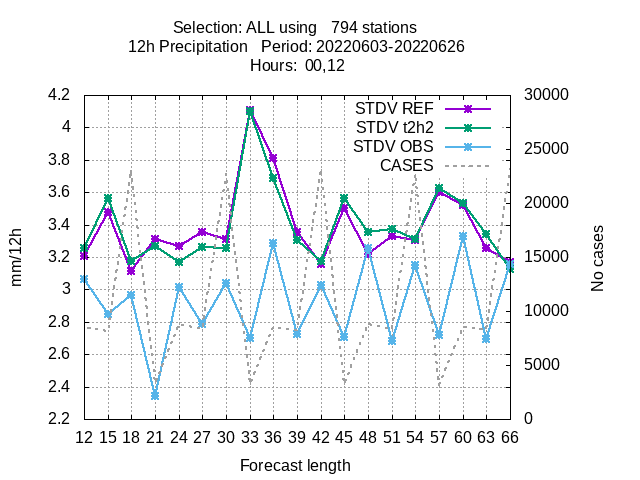 Selection: ALL using   794 stations
12h Precipitation   Period: 20220603-20220626
Hours:  00,12
4.2
4
3.8
3.6
3.4
3.2
3
2.8
2.6
2.4
2.2
mm/12h
STDV REF
STDV t2h2
STDV OBS
CASES
30000
25000
20000
15000
10000
5000
0
No cases
12 15 18 21 24 27 30 33 36 39 42 45 48 51 54 57 60 63 66
Forecast length